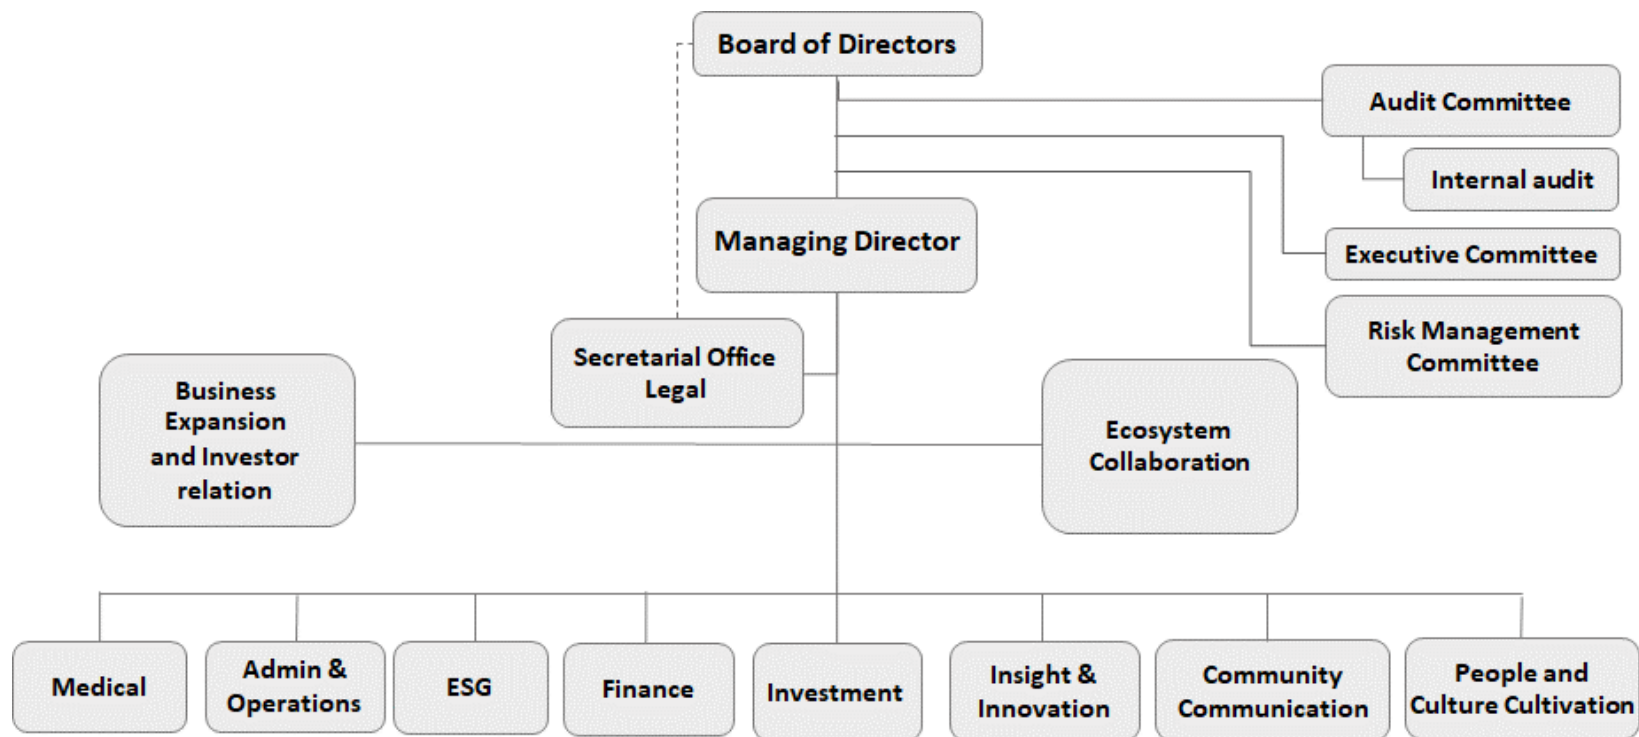 Board of Directors
Audit Committee
Internal audit
Managing Director
Executive Committee
Risk Management
Committee
Secretarial Office
Legal
Business
Expansion
and Investor
relation
Ecosystem
Collaboration
Medical
Admin &
Operations
ESG
Finance
Investment
Insight &
Innovation
Community
Communication
People and
Culture Cultivation